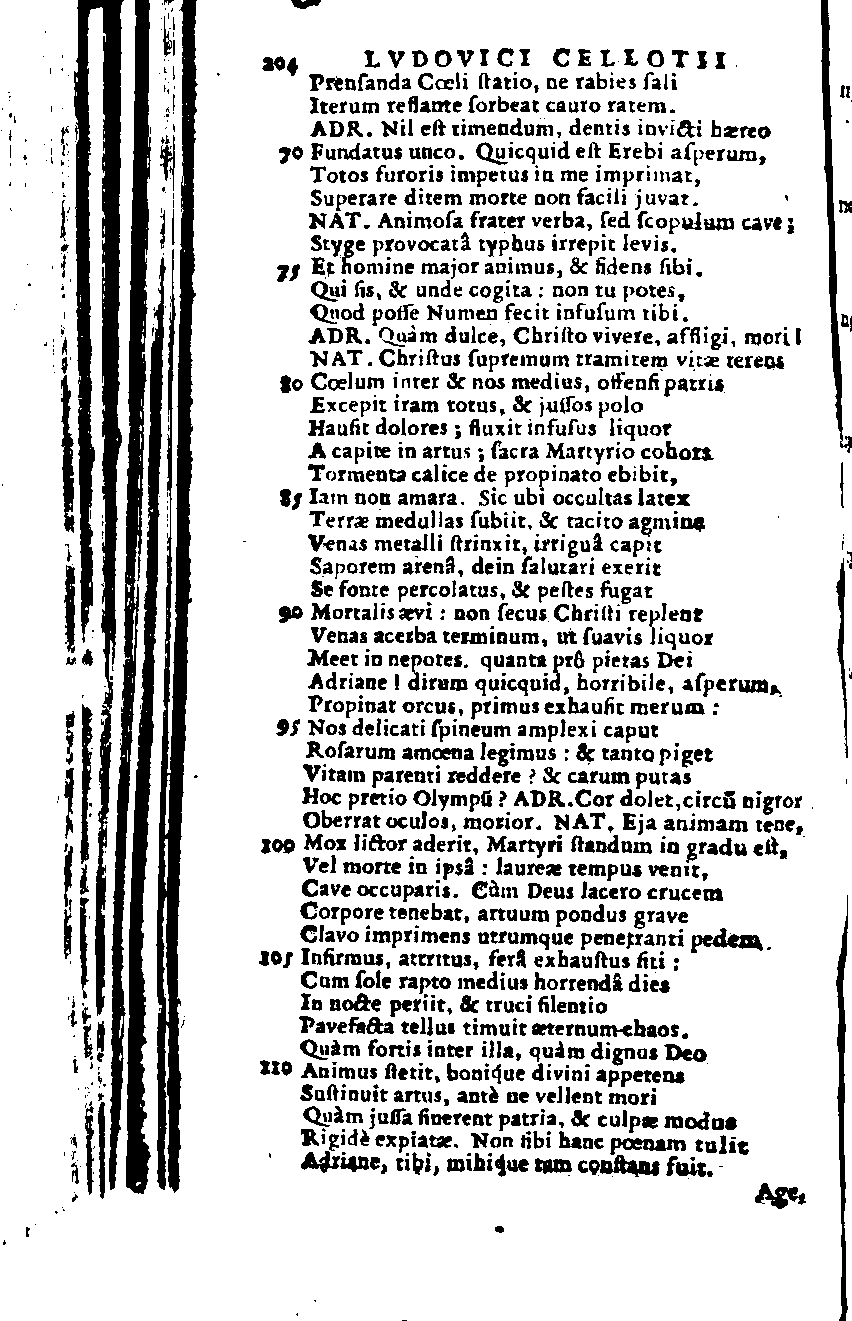 204 LVDOVICI CELLOTII
Prenſanda Cœli ſtatio, ne rabies ſali
Iterum reflante ſorbeat cauro ratem.
ADR. Nil eſt timendum, dentis invicti hæreo
70 Fundatus unco. Quicquid eſt Erebi aſperum,
Totos furoris impetus in me imprimat,
Superare ditem morte non facili juvat.
NAT. Animoſa frater verba, ſed ſcopulum cave;
Styge provocatâ typhus irrepit levis.
75 Et homine major animus, & fidens ſibi.
Qui ſis, & unde cogita : non tu potes,
Quod poſſe Numen fecit infuſum tibi.
ADR. Quàm dulce, Chriſto vivere, affligi, mori!
NAT. Chriſtus ſupremum tramitem vitæ terens
80 Cœlum inter & nos medius, offenſi patris
Excepit iram totus, & juſſos polo
Hauſit dolores ; fluxit infuſus liquor
A capite in artus ; ſacra Martyrio cohors
Tormenta calice de propinato ebibit,
85 Iam non amara. Sic ubi occultas latex
Terræ medullas ſubiit, & tacito agmine
Venas metalli ſtrinxit, irriguâ capit
Saporem arenâ, dein ſalutari exerit
Se fonte percolatus, & peſtes fugat
90 Mortalis ævi : non ſecus Chriſti replent
Venas acerba terminum, ut ſuavis liquor
Meet in nepotes. quanta prô pietas Dei
Adriane ! dirum quicquid, horribile, aſperum,
Propinat orcus, primus exhauſit merum :
95 Nos delicati ſpineum amplexi caput
Roſarum amœna legimus : & tanto piget
Vitam parenti reddere ? & carum putas
Hoc pretio Olympū ? ADR. Cor dolet, circū nigror
Oberrat oculos, morior. NAT. Eja animam tene,
100 Mox lictor aderit, Martyri ſtandum in gradu eſt,
Vel morte in ipsâ : laureæ tempus venit,
Cave occuparis. Cùm Deus lacero crucem
Corpore tenebat, artuum pondus grave
Clavo imprimens utrumque penetranti pedem.
105 Infirmus, attritus, ferâ exhauſtus ſiti :
Cum ſole rapto medius horrendâ dies
In nocte periit, & truci ſilentio
Pavefacta tellus timuit æternum chaos.
Quàm fortis inter illa, quàm dignus Deo
110 Animus ſtetit, bonique divini appetens
Suſtinuit artus, antè ne vellent mori
Quàm juſſa ſinerent patria, & culpæ modus
Rigidè expiatæ. Non ſibi hanc pœnam tulit
Adriane, tibi, mihique tam conſtans fuit.
Age,